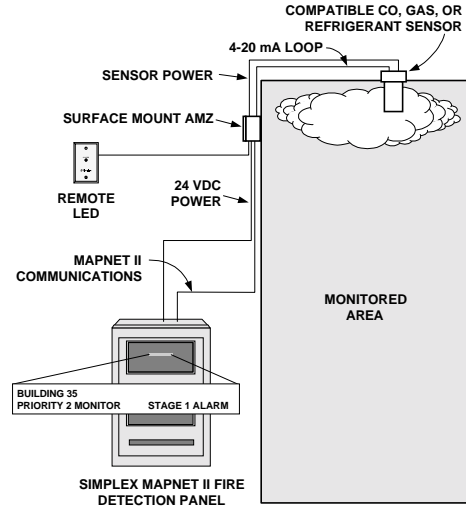 COMPATIBLE CO, GAS, OR
REFRIGERANT SENSOR
4-20 mA LOOP
SENSOR POWER
SURFACE MOUNT AMZ
REMOTE
LED
24 VDC
POWER
MAPNET II
COMMUNICATIONS
MONITORED
AREA
BUILDING 35
PRIORITY 2 MONITOR STAGE 1 ALARM
SIMPLEX MAPNET II FIRE
DETECTION PANEL